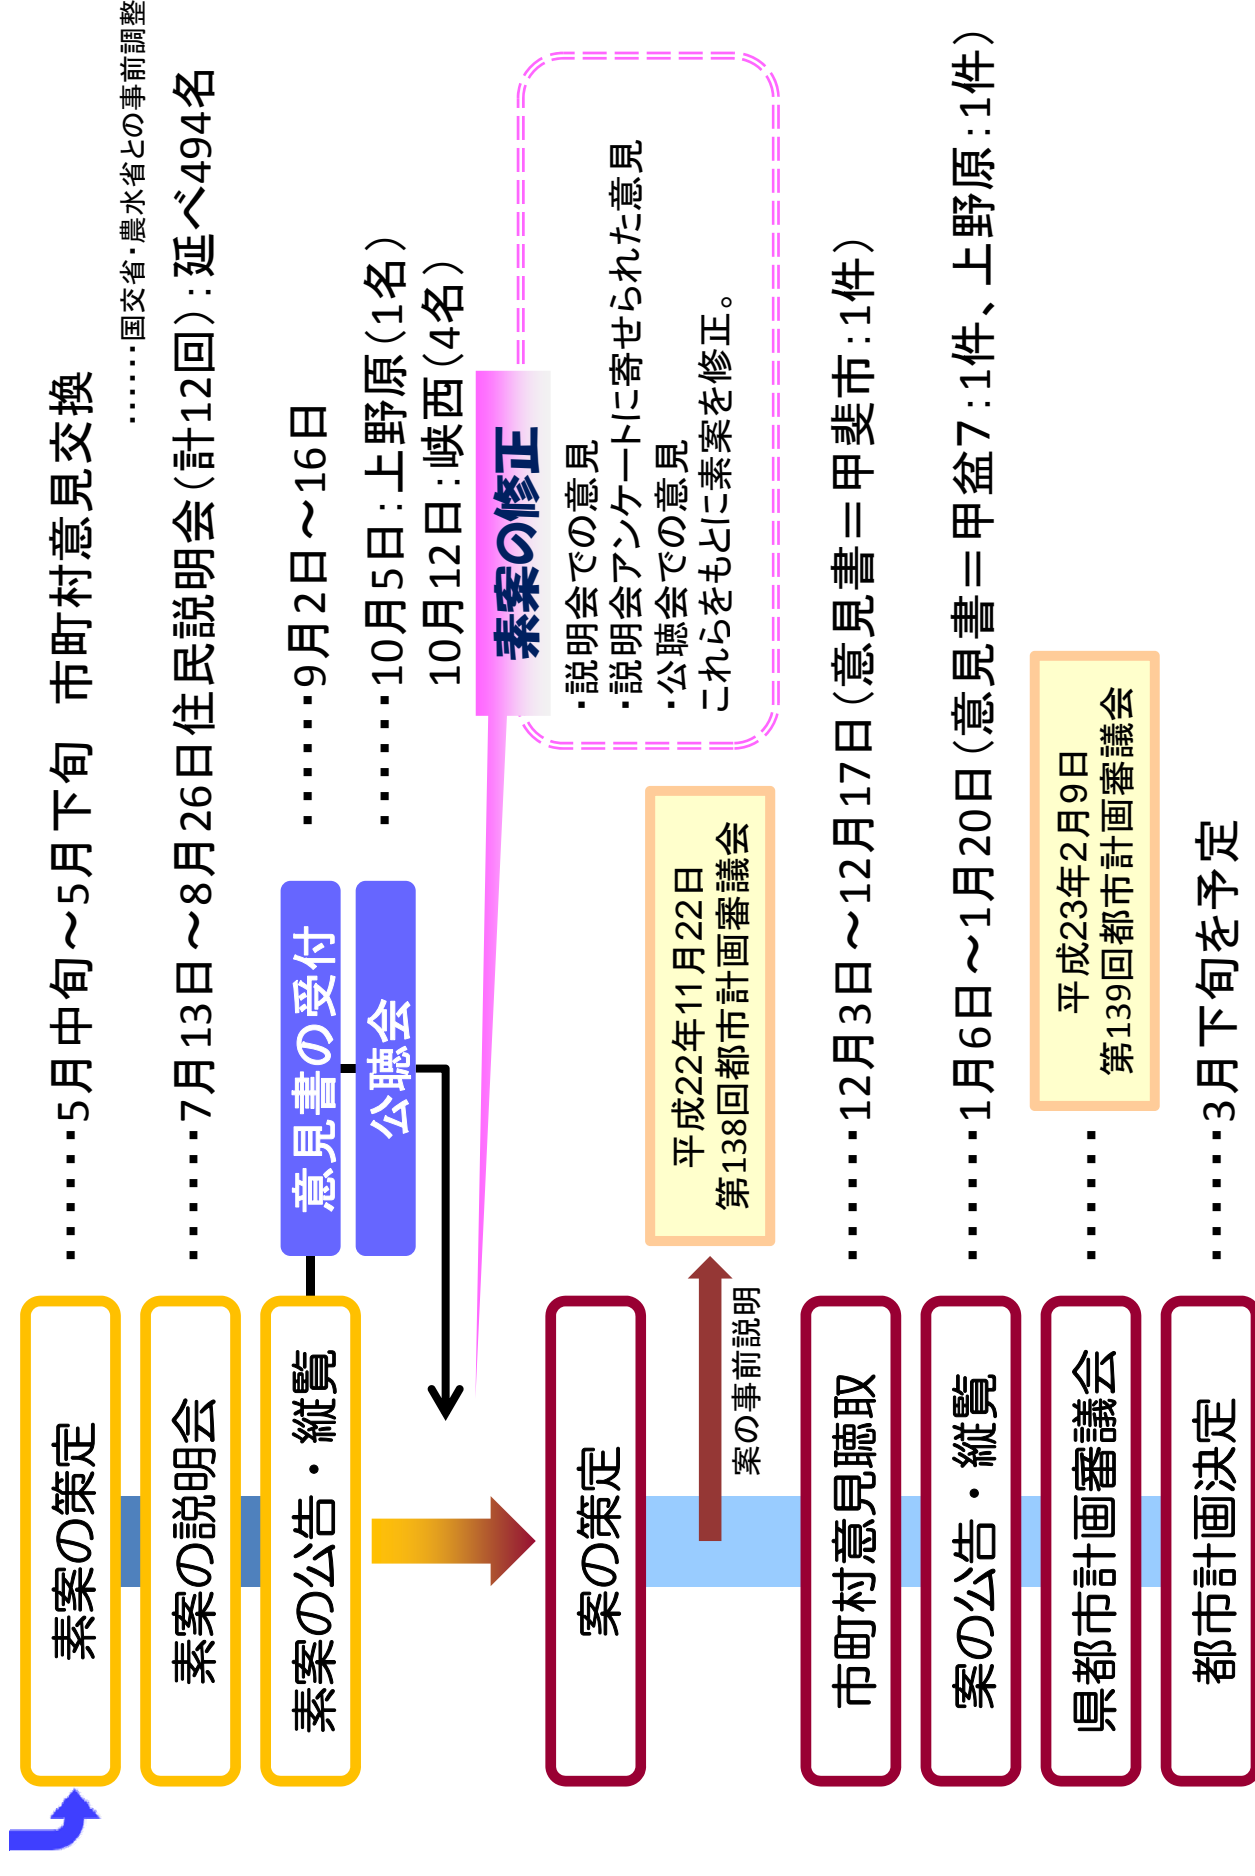 素案の策定
‥‥‥‥5月中旬～5月下旬　市町村意見交換
‥‥‥国交省・農水省との事前調整
素案の説明会
‥‥‥7月13日～8月26日住民説明会（計12回）：延べ494名
素案の公告・縦覧
意見書の受付
‥‥‥‥9月2日～16日
公聴会
‥‥‥‥10月5日：上野原（1名）
10月12日：峡西（4名）
素案の修正
・説明会での意見
・説明会アンケートに寄せられた意見
・公聴会での意見
これらをもとに素案を修正。
案の策定
案の事前説明
平成22年11月22日
第138回都市計画審議会
市町村意見聴取
‥‥‥12月3日～12月17日（意見書＝甲斐市：1件）
案の公告・縦覧
‥‥‥1月6日～1月20日（意見書＝甲盆7：1件、上野原：1件）
県都市計画審議会
‥‥‥
平成23年2月9日
第139回都市計画審議会
都市計画決定
‥‥‥3月下旬を予定